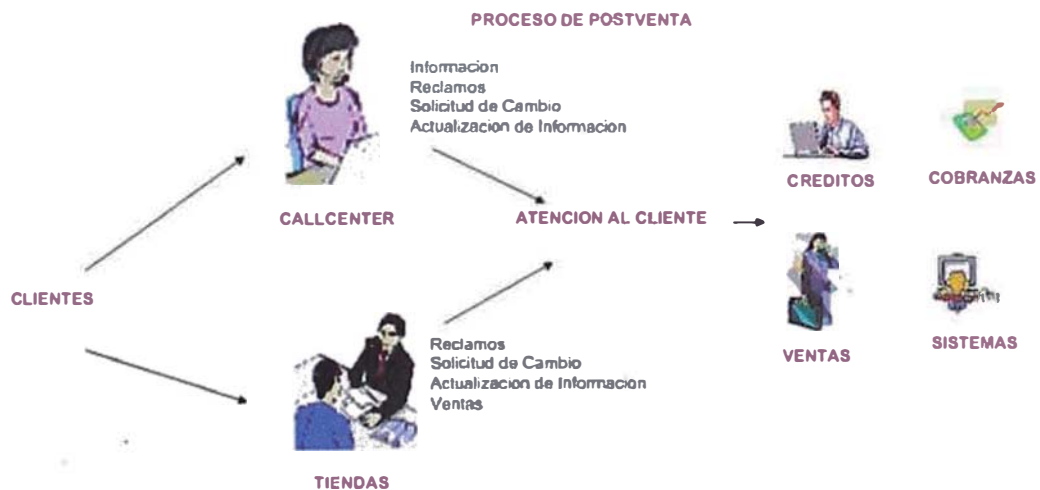 PROCESO DE POSTVENTA
Informacion
Reclamos
Solicitud de Cambio
Actualizacion de Informacion
CALLCENTER
CLIENTES
ATENCION AL CLIENTE
CREDITOS
COBRANZAS
VENTAS
SISTEMAS
Reclamos
Solicitud de Cambio
Actualización de Informacion
Ventas
TIENDAS